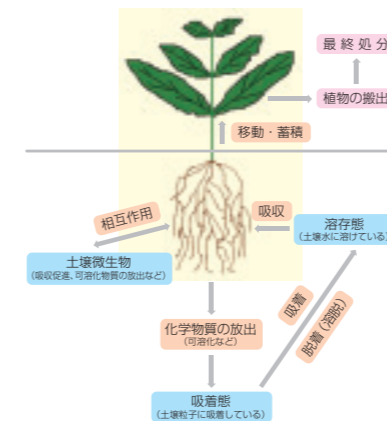 最終処分
植物の搬出
移動・蓄積
相互作用
吸収
溶存態
(土壌水に溶けている)
土壌微生物
(吸収促進、可溶化物質の放出など)
化学物質の放出
(可溶化など)
吸着
脱着(溶脱)
吸着態
(土壌粒子に吸着している)